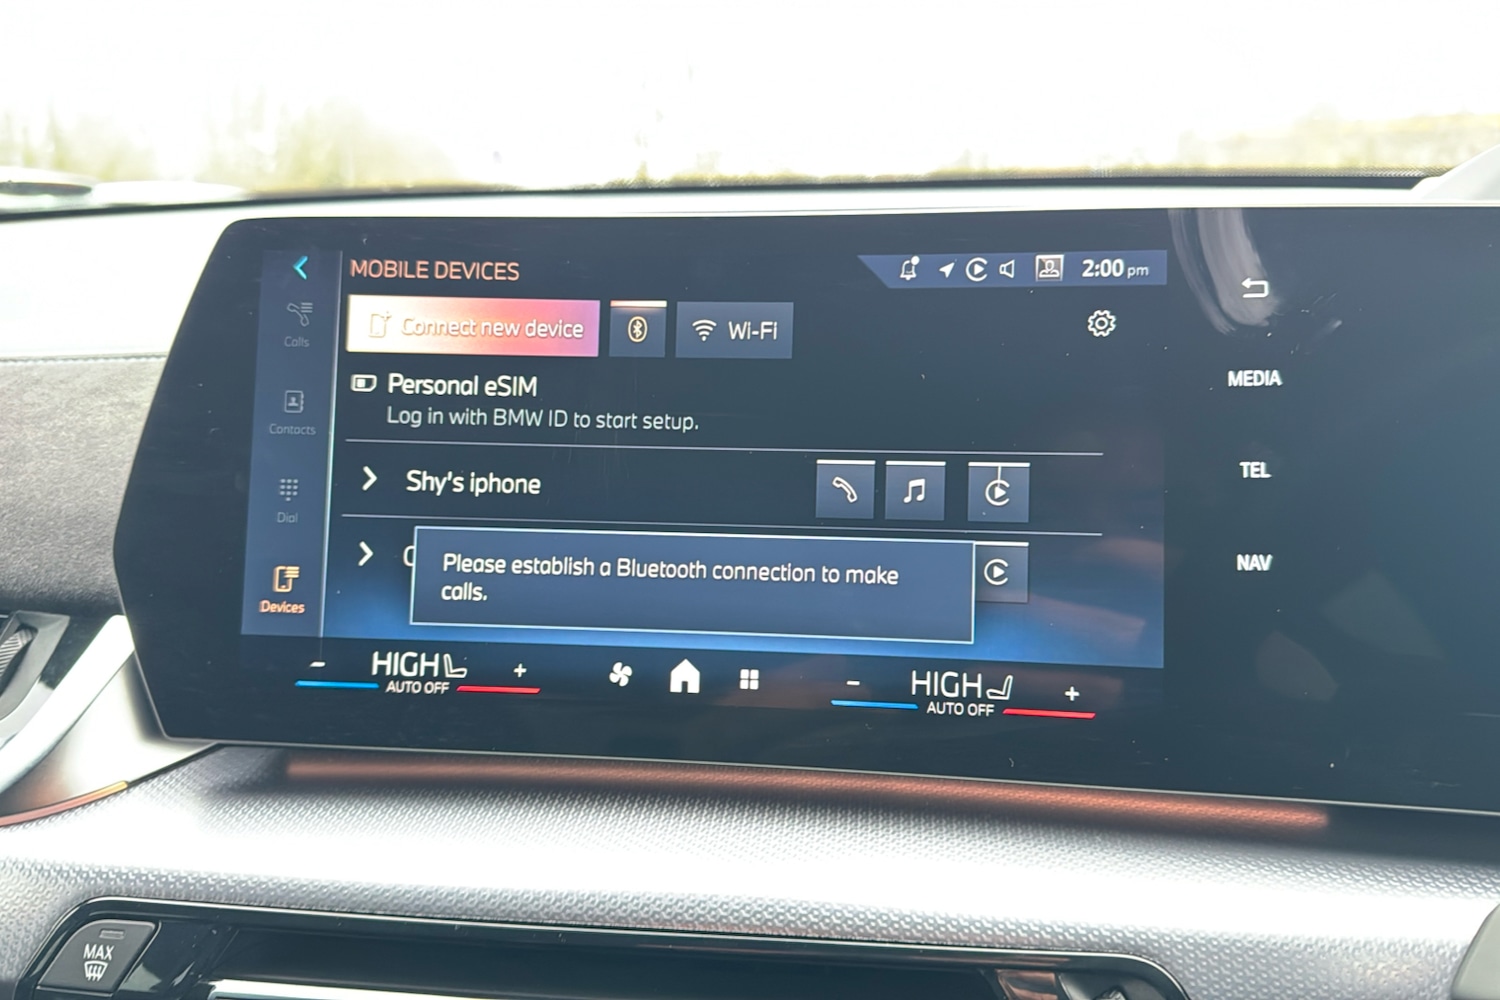 MOBILE DEVICES
2:00 pm
Connect new device
Wi-Fi
Calls
Personal eSIM
Log in with BMW ID to start setup.
Contacts
Shy's iphone
Dial
Please establish a Bluetooth connection to make
calls.
Devices
MEDIA
TEL
NAV
- HIGH +
AUTO OFF
- HIGH +
AUTO OFF
MAX